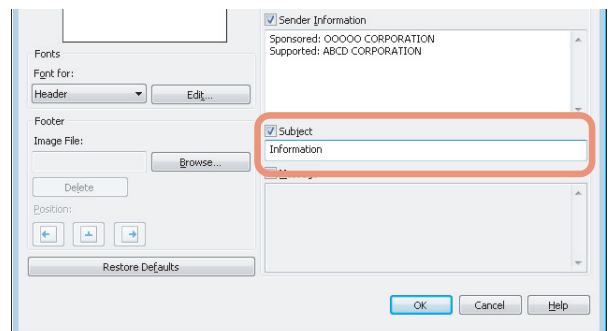 Sender Information
Sponsored: OOOOO CORPORATION
Supported: ABCD CORPORATION
Fonts
Font for:
Header
Edit...
Footer
Image File:
Browse...
Delete
Position:
Subject
Information
Restore Defaults
OK
Cancel
Help